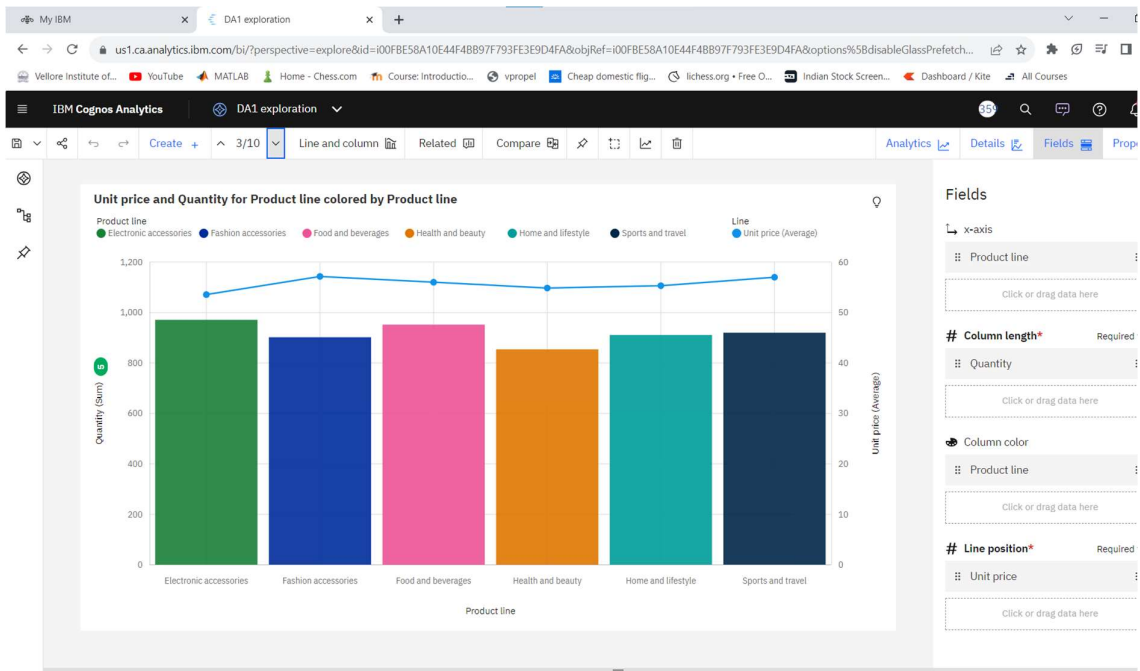 My IBM
DA1 exploration
us1.ca.analytics.ibm.com/bi/?perspective=explore&id=i00FBE58A10E44F4BB97F793FE3E9D4FA&objRef=i00FBE58A10E44F4BB97F793FE3E9D4FA&options%5BdisableGlassPrefetch...
Vellore Institute of... YouTube MATLAB Home - Chess.com Course: Introductio... vpropel Cheap domestic flig... lichess.org • Free O... Indian Stock Screen... Dashboard / Kite All Courses
IBM Cognos Analytics DA1 exploration
Create + 3/10 Line and column Related Compare Analytics Details Fields Prop
Unit price and Quantity for Product line colored by Product line
Product line
Electronic accessories Fashion accessories Food and beverages Health and beauty Home and lifestyle Sports and travel
Line
Unit price (Average)
1,200
1,000
800
600
400
200
0
Quantity (Sum)
5
60
50
40
30
20
10
0
Unit price (Average)
Electronic accessories Fashion accessories Food and beverages Health and beauty Home and lifestyle Sports and travel
Product line
Fields
x-axis
Product line
Click or drag data here
# Column length* Required
Quantity
Click or drag data here
Column color
Product line
Click or drag data here
# Line position* Required
Unit price
Click or drag data here